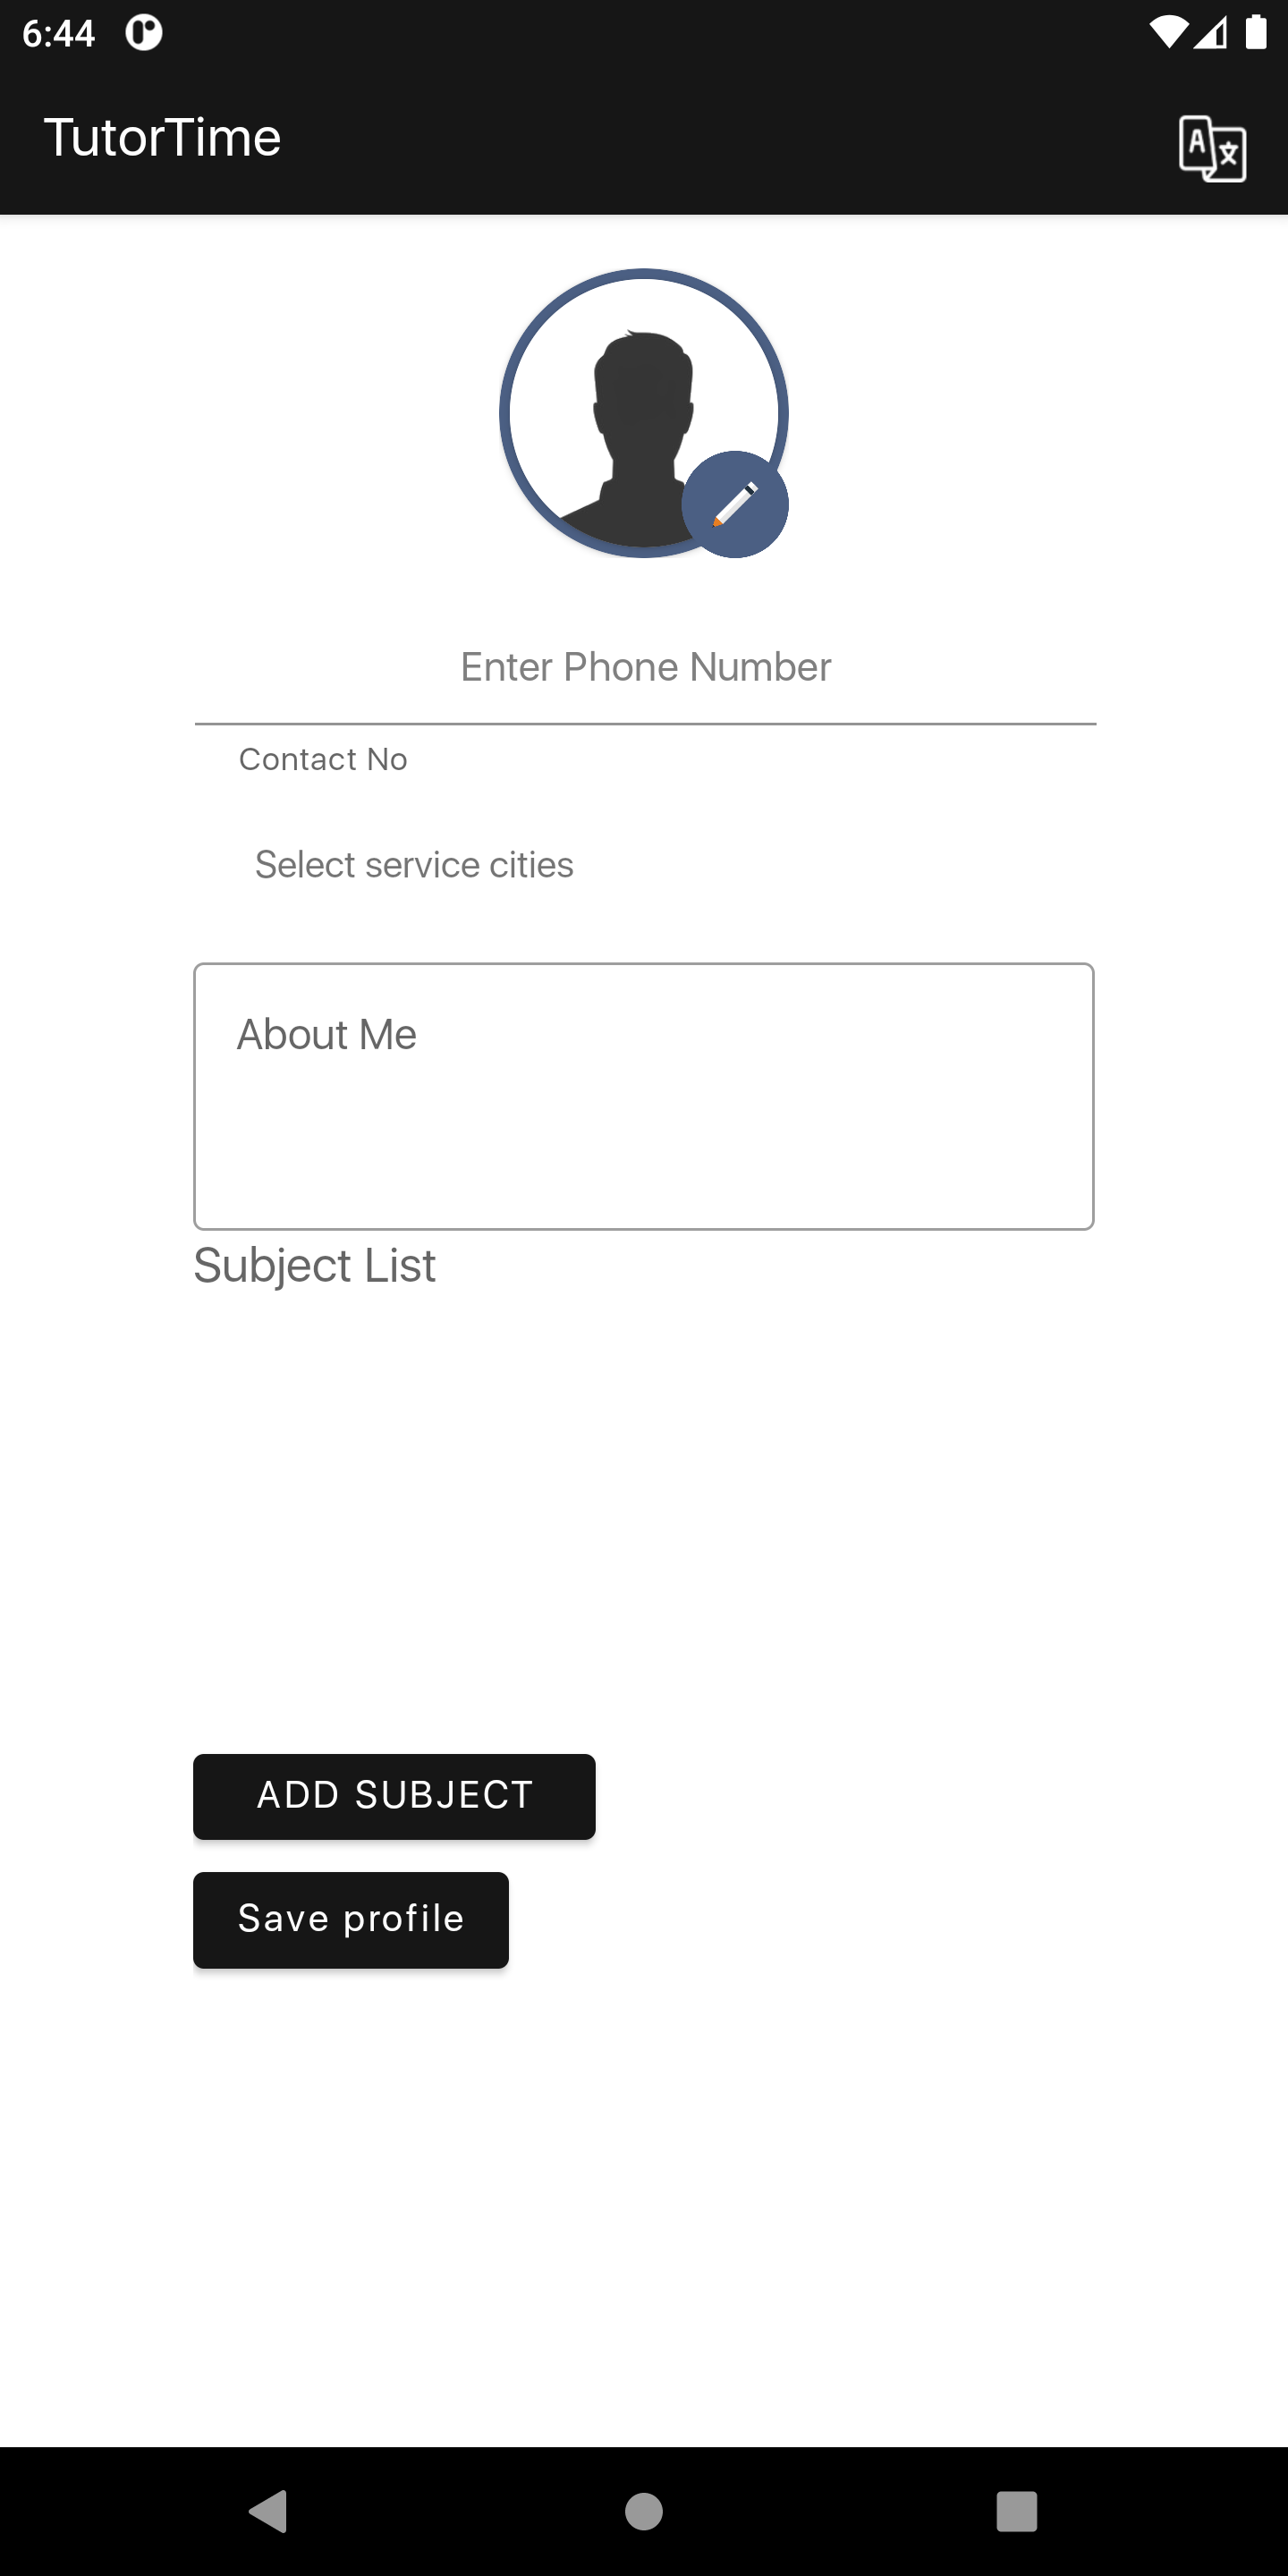 6:44
TutorTime
Enter Phone Number
Contact No
Select service cities
About Me
Subject List
ADD SUBJECT
Save profile